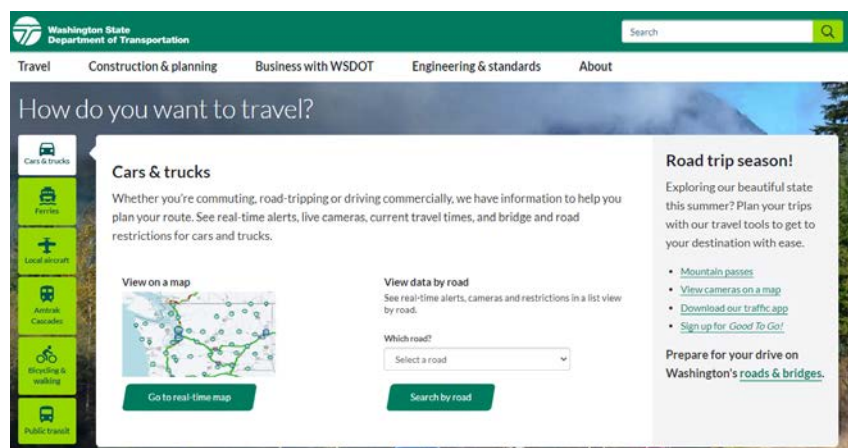 Washington State
Department of Transportation
Search
Travel Construction & planning Business with WSDOT Engineering & standards About
How do you want to travel?
Cars & trucks
Ferries
Local aircraft
Amtrak
Cascades
Bicycling &
walking
Public transit
Cars & trucks
Whether you're commuting, road-tripping or driving commercially, we have information to help you
plan your route. See real-time alerts, live cameras, current travel times, and bridge and road
restrictions for cars and trucks.
View on a map
Go to real-time map
View data by road
See real-time alerts, cameras and restrictions in a list view
by road.
Which road?
Select a road
Search by road
Road trip season!
Exploring our beautiful state
this summer? Plan your trips
with our travel tools to get to
your destination with ease.
• Mountain passes
• View cameras on a map
• Download our traffic app
• Sign up for Good To Go!
Prepare for your drive on
Washington's roads & bridges.